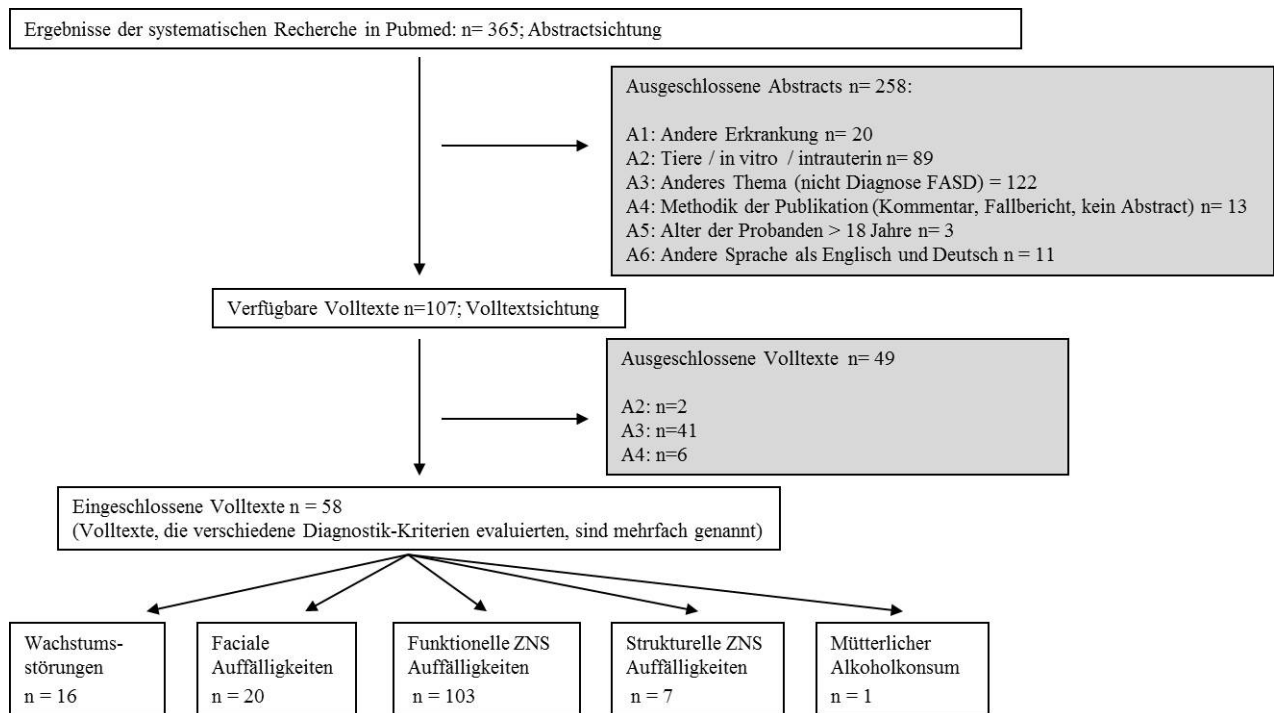 Ergebnisse der systematischen Recherche in Pubmed: n= 365; Abstractsichtung
Ausgeschlossene Abstracts n= 258:
A1: Andere Erkrankung n= 20
A2: Tiere / in vitro / intrauterin n= 89
A3: Anderes Thema (nicht Diagnose FASD) = 122
A4: Methodik der Publikation (Kommentar, Fallbericht, kein Abstract) n= 13
A5: Alter der Probanden > 18 Jahre n= 3
A6: Andere Sprache als Englisch und Deutsch n = 11
Verfügbare Volltexte n=107; Volltextsichtung
Ausgeschlossene Volltexte n= 49
A2: n=2
A3: n=41
A4: n=6
Eingeschlossene Volltexte n = 58
(Volltexte, die verschiedene Diagnostik-Kriterien evaluierten, sind mehrfach genannt)
Wachstums-
störungen
n = 16
Faciale
Auffälligkeiten
n = 20
Funktionelle ZNS
Auffälligkeiten
n = 103
Strukturelle ZNS
Auffälligkeiten
n = 7
Mütterlicher
Alkoholkonsum
n = 1